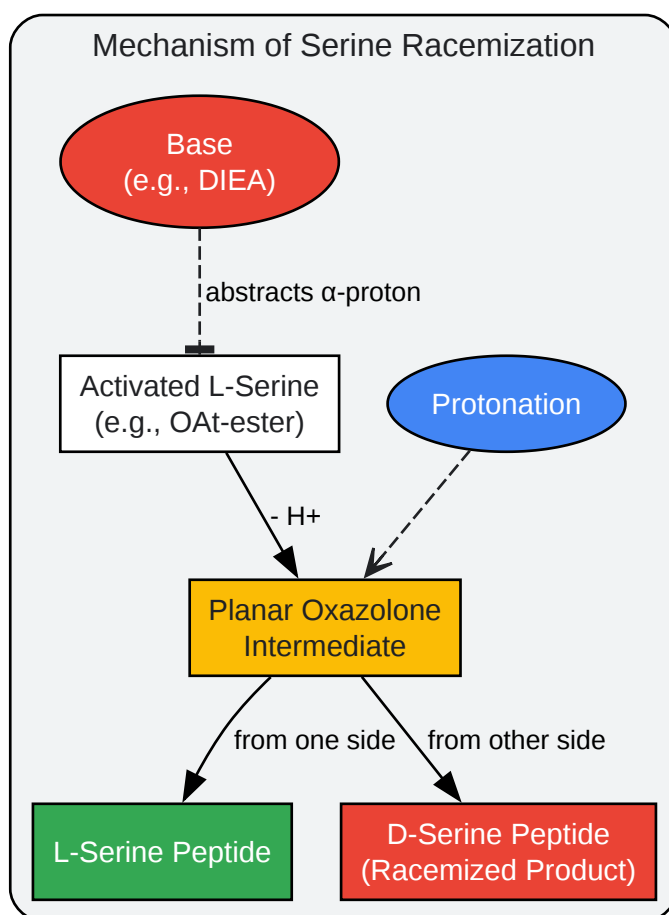 Mechanism of Serine Racemization
Base
(e.g., DIEA)
abstracts α-proton
Activated L-Serine
(e.g., OAt-ester)
Protonation
- H+
Planar Oxazolone
Intermediate
from one side
from other side
L-Serine Peptide
D-Serine Peptide
(Racemized Product)